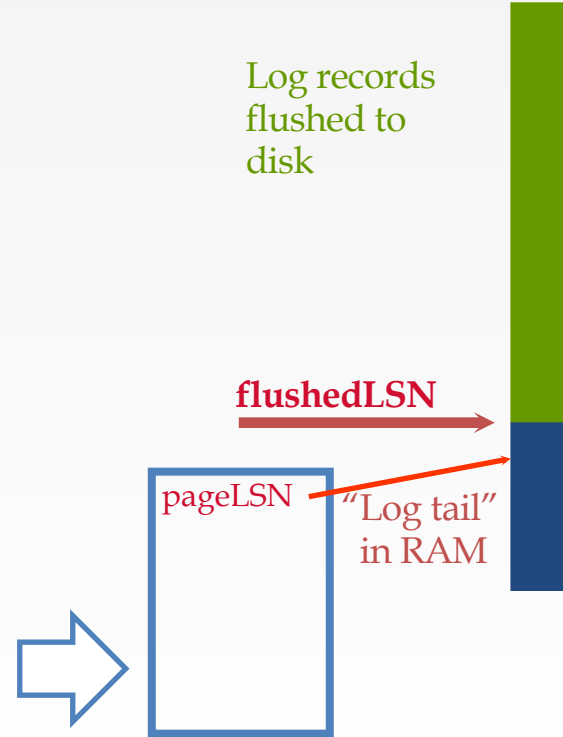 Log records
flushed to
disk
flushedLSN
pageLSN
“Log tail”
in RAM